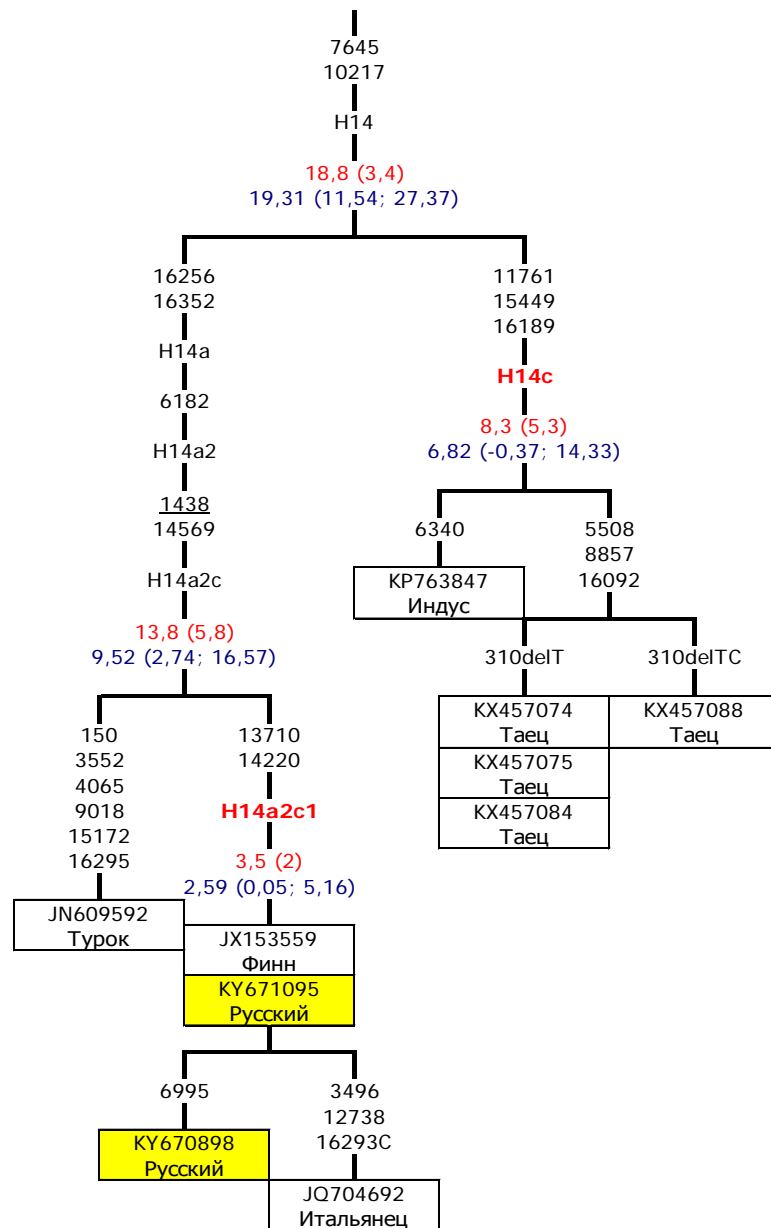 7645
10217
H14
18,8 (3,4)
19,31 (11,54; 27,37)
16256
16352
H14a
6182
H14a2
1438
14569
H14a2c
13,8 (5,8)
9,52 (2,74; 16,57)
150
3552
4065
9018
15172
16295
JN609592
Турок
13710
14220
H14a2c1
3,5 (2)
2,59 (0,05; 5,16)
JX153559
Финн
KY671095
Русский
6995
KY670898
Русский
3496
12738
16293C
JQ704692
Итальянец
11761
15449
16189
H14c
8,3 (5,3)
6,82 (-0,37; 14,33)
6340
KP763847
Индус
5508
8857
16092
310delT
KX457074
Таец
KX457075
Таец
KX457084
Таец
310delTC
KX457088
Таец